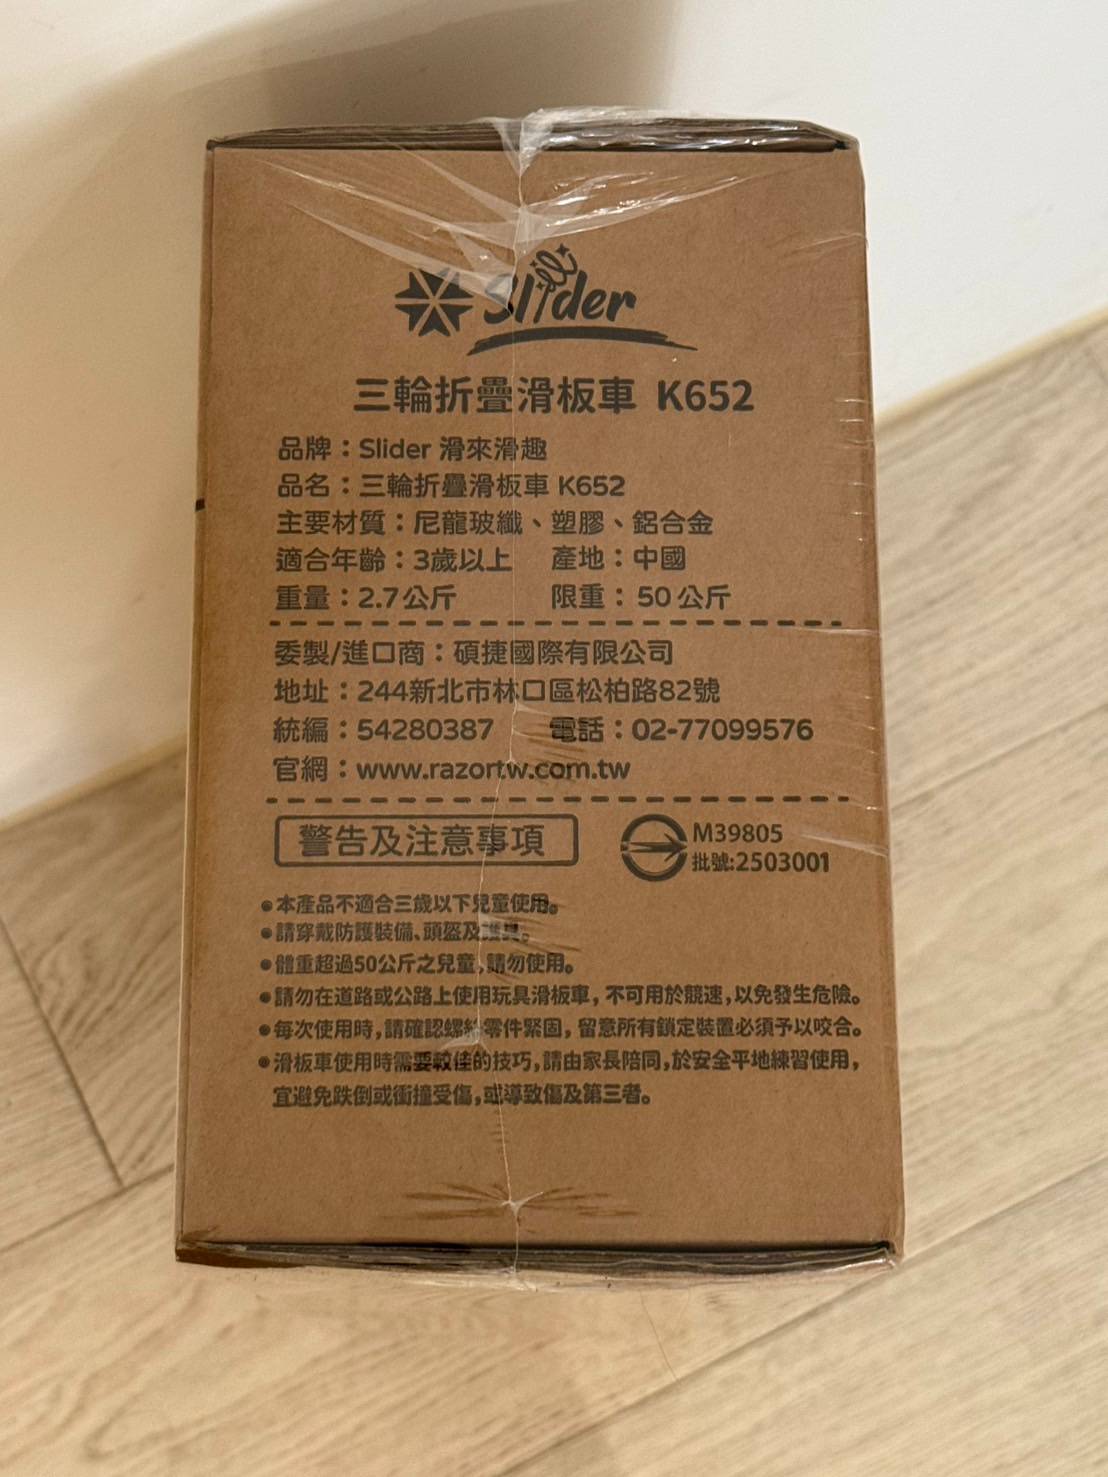 Slider
三輪折疊滑板車 K652
品牌：Slider 滑來滑趣
品名：三輪折疊滑板車 K652
主要材質：尼龍玻纖、塑膠、鋁合金
適合年齡：3歲以上 產地：中國
重量：2.7公斤 限重：50公斤
委製/進口商：碩捷國際有限公司
地址：244新北市林口區松柏路82號
統編：54280387 電話：02-77099576
官網：www.razortw.com.tw
警告及注意事項
M39805
批號:2503001
●本產品不適合三歲以下兒童使用。
●請穿戴防護裝備、頭盔及護具。
●體重超過50公斤之兒童,請勿使用。
●請勿在道路或公路上使用玩具滑板車,不可用於競速,以免發生危險。
●每次使用時,請確認螺絲零件緊固,留意所有鎖定裝置必須予以咬合。
●滑板車使用時需要較佳的技巧,請由家長陪同,於安全平地練習使用,
宜避免跌倒或衝撞受傷,或導致傷及第三者。